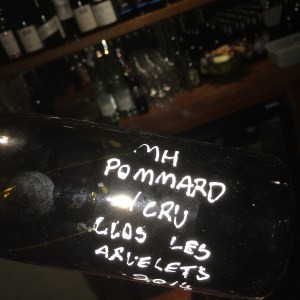 MH
POMMARD
1/CRU
CLOS LES
ARVELETS
2014